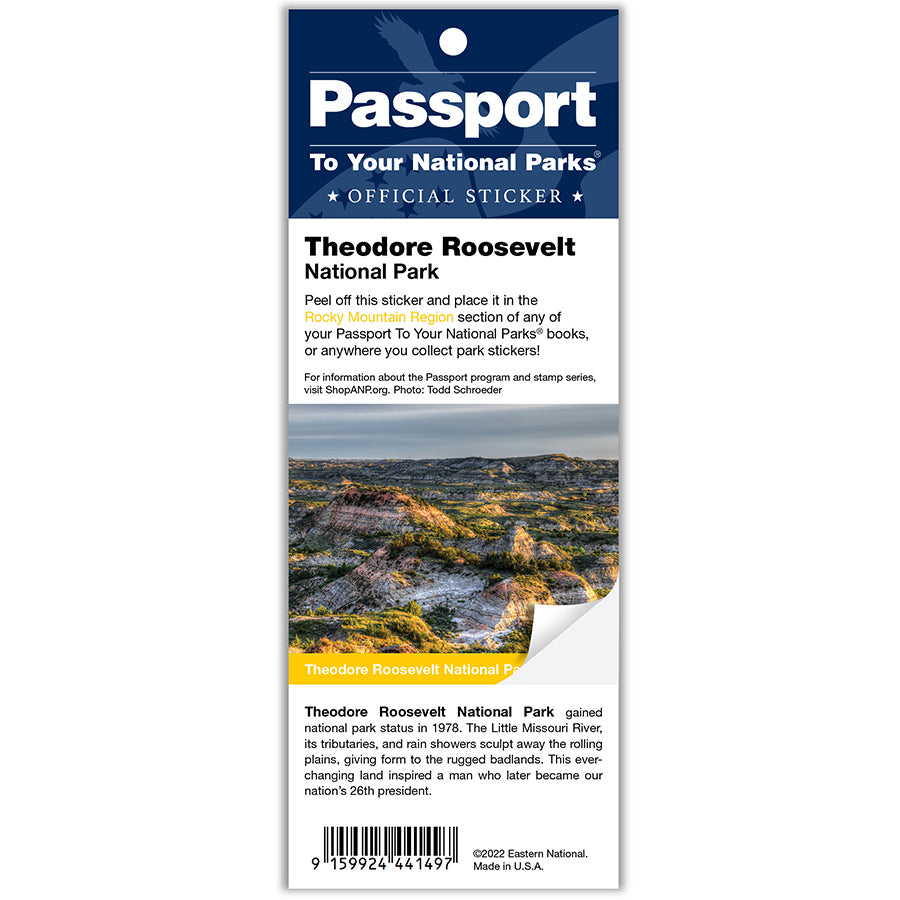 Passport
To Your National Parks®
★ OFFICIAL STICKER ★
Theodore Roosevelt
National Park
Peel off this sticker and place it in the
Rocky Mountain Region section of any of
your Passport To Your National Parks® books,
or anywhere you collect park stickers!
For information about the Passport program and stamp series,
visit ShopANP.org. Photo: Todd Schroeder
Theodore Roosevelt National Pa
Theodore Roosevelt National Park gained
national park status in 1978. The Little Missouri River,
its tributaries, and rain showers sculpt away the rolling
plains, giving form to the rugged badlands. This ever-
changing land inspired a man who later became our
nation's 26th president.
9 159924 441497
©2022 Eastern National.
Made in U.S.A.